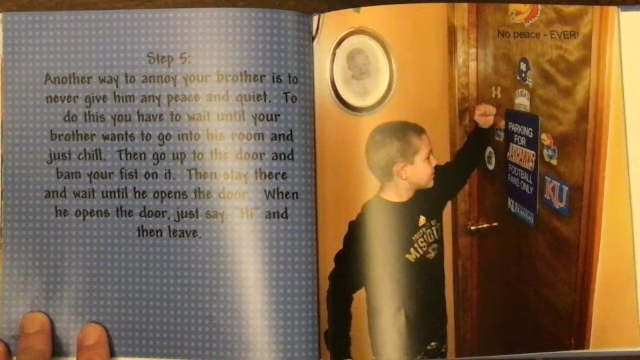 Step 5:
Another way to annoy your brother is to
never give him any peace and quiet. To
do this you have to wait until your
brother wants to go into his room and
just chill. Then go up to the door and
bam your fist on it. Then stay there
and wait until he opens the door. When
he opens the door, just say, "Hi" and
then leave.
No peace - EVER!
PARKING
FOR
JAYHAWKS
FOOTBALL
FANS ONLY
KU
KU